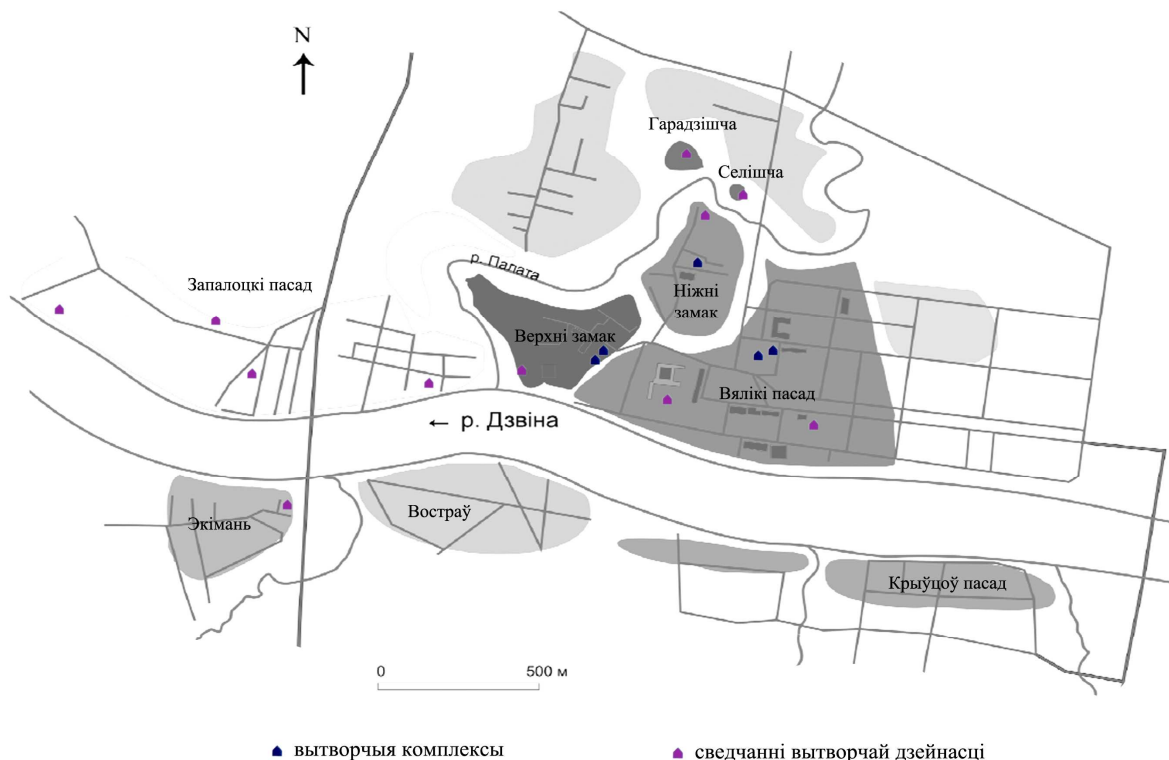 N
Гарадзішча
Селішча
р. Палата
Запалоцкі пасад
Ніжні
замак
Верхні замак
Вялікі пасад
← р. Дзвіна
Экімань
Востраў
Крыўцоў пасад
0 500 м
вытворчыя комплексы
сведчанні вытворчай дзейнасці